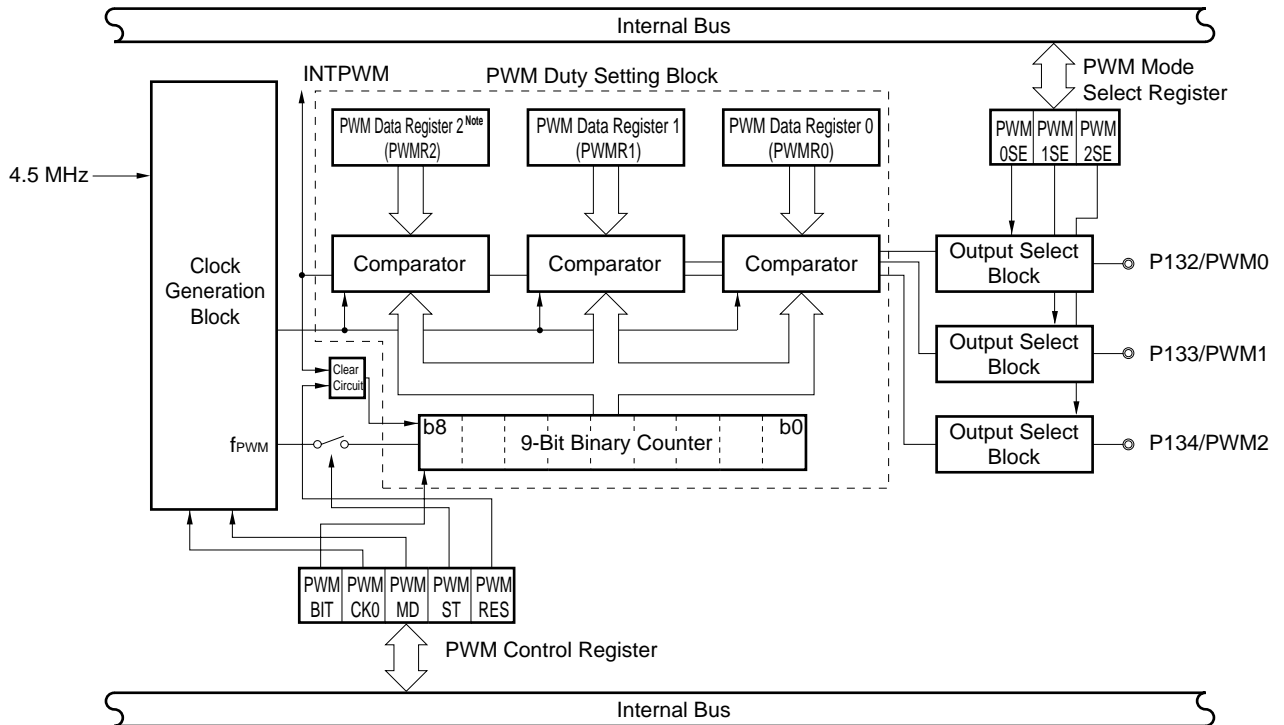 Internal Bus
INTPWM
PWM Duty Setting Block
PWM Mode
Select Register
PWM Data Register 2 Note
(PWMR2)
PWM Data Register 1
(PWMR1)
PWM Data Register 0
(PWMR0)
PWM
0SE
PWM
1SE
PWM
2SE
4.5 MHz
Clock
Generation
Block
Comparator
Comparator
Comparator
Output Select
Block
P132/PWM0
Output Select
Block
P133/PWM1
Clear
Circuit
b8
9-Bit Binary Counter
b0
Output Select
Block
P134/PWM2
fPWM
PWM
BIT
PWM
CK0
PWM
MD
PWM
ST
PWM
RES
PWM Control Register
Internal Bus